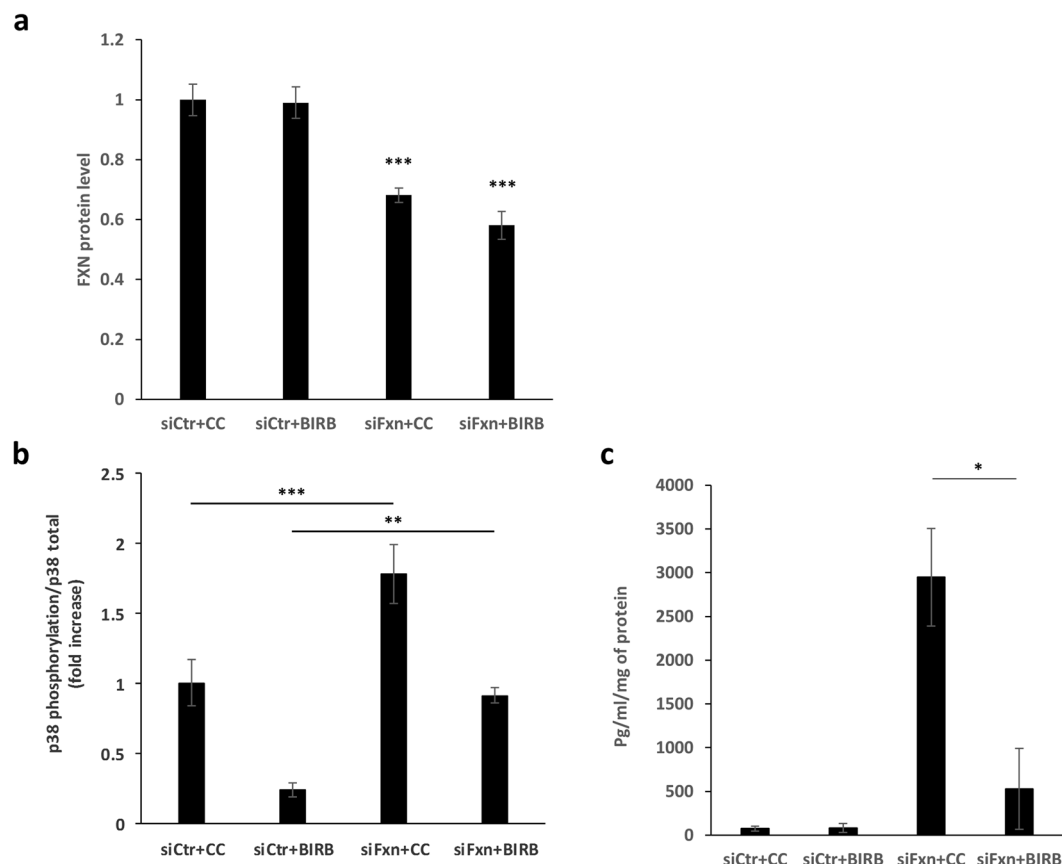 a
1.2
1
0.8
0.6
0.4
0.2
0
FXN protein level
***
***
siCtr+CC siCtr+BIRB siFxn+CC siFxn+BIRB
b
2.5
2
1.5
1
0.5
0
p38 phosphorylation/p38 total
(fold increase)
***
**
siCtr+CC siCtr+BIRB siFxn+CC siFxn+BIRB
c
4000
3500
3000
2500
2000
1500
1000
500
0
Pg/ml/mg of protein
*
siCtr+CC siCtr+BIRB siFxn+CC siFxn+BIRB